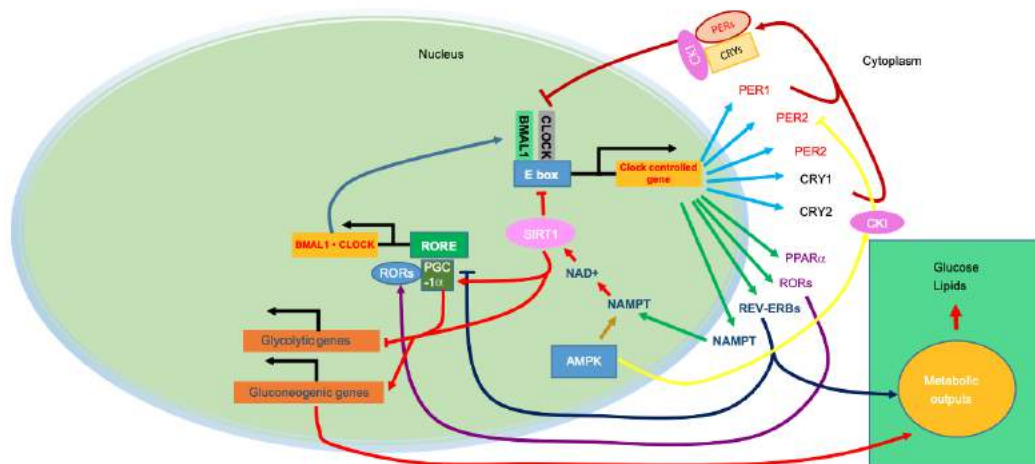 Nucleus
Cytoplasm
PERs
CRYs
CKI
BMAL1
CLOCK
E box
Clock controlled
gene
PER1
PER2
PER2
CRY1
CRY2
CKI
PPARα
RORs
REV-ERBs
NAMPT
BMAL1 • CLOCK
RORE
RORs
PGC
-1α
SIRT1
NAD+
NAMPT
AMPK
Glycolytic genes
Gluconeogenic genes
Glucose
Lipids
Metabolic
outputs